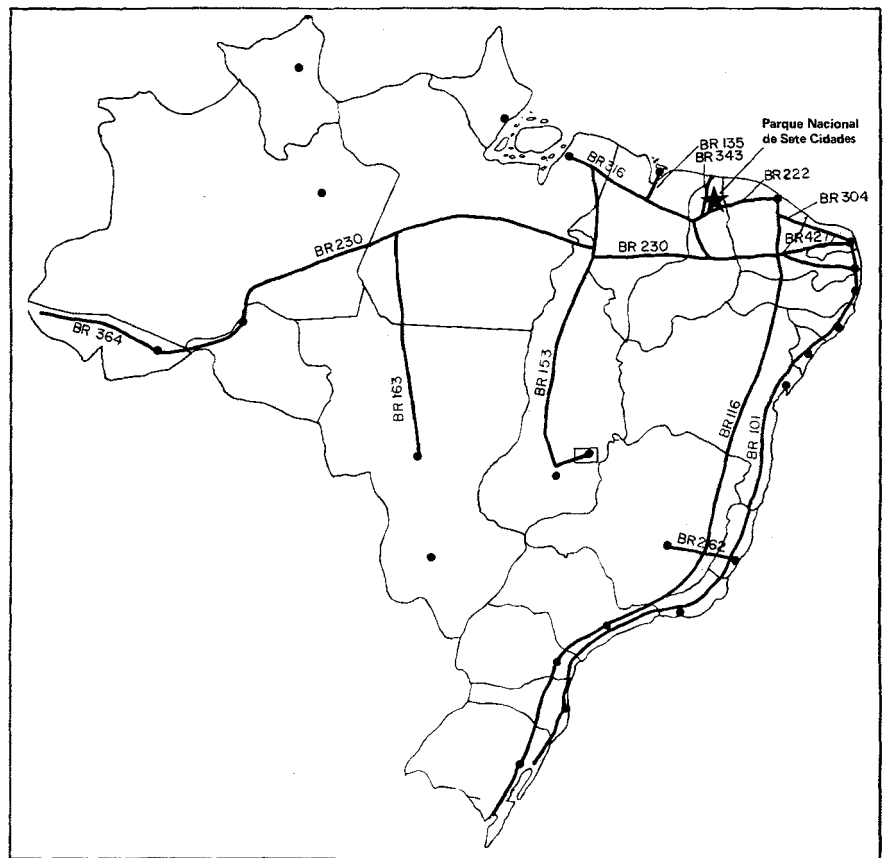 Parque Nacional
de Sete Cidades
BR 135
BR 343
BR 316
BR 222
BR 304
BR 427
BR 230
BR 230
BR 364
BR 163
BR 153
BR 116
BR 101
BR 262